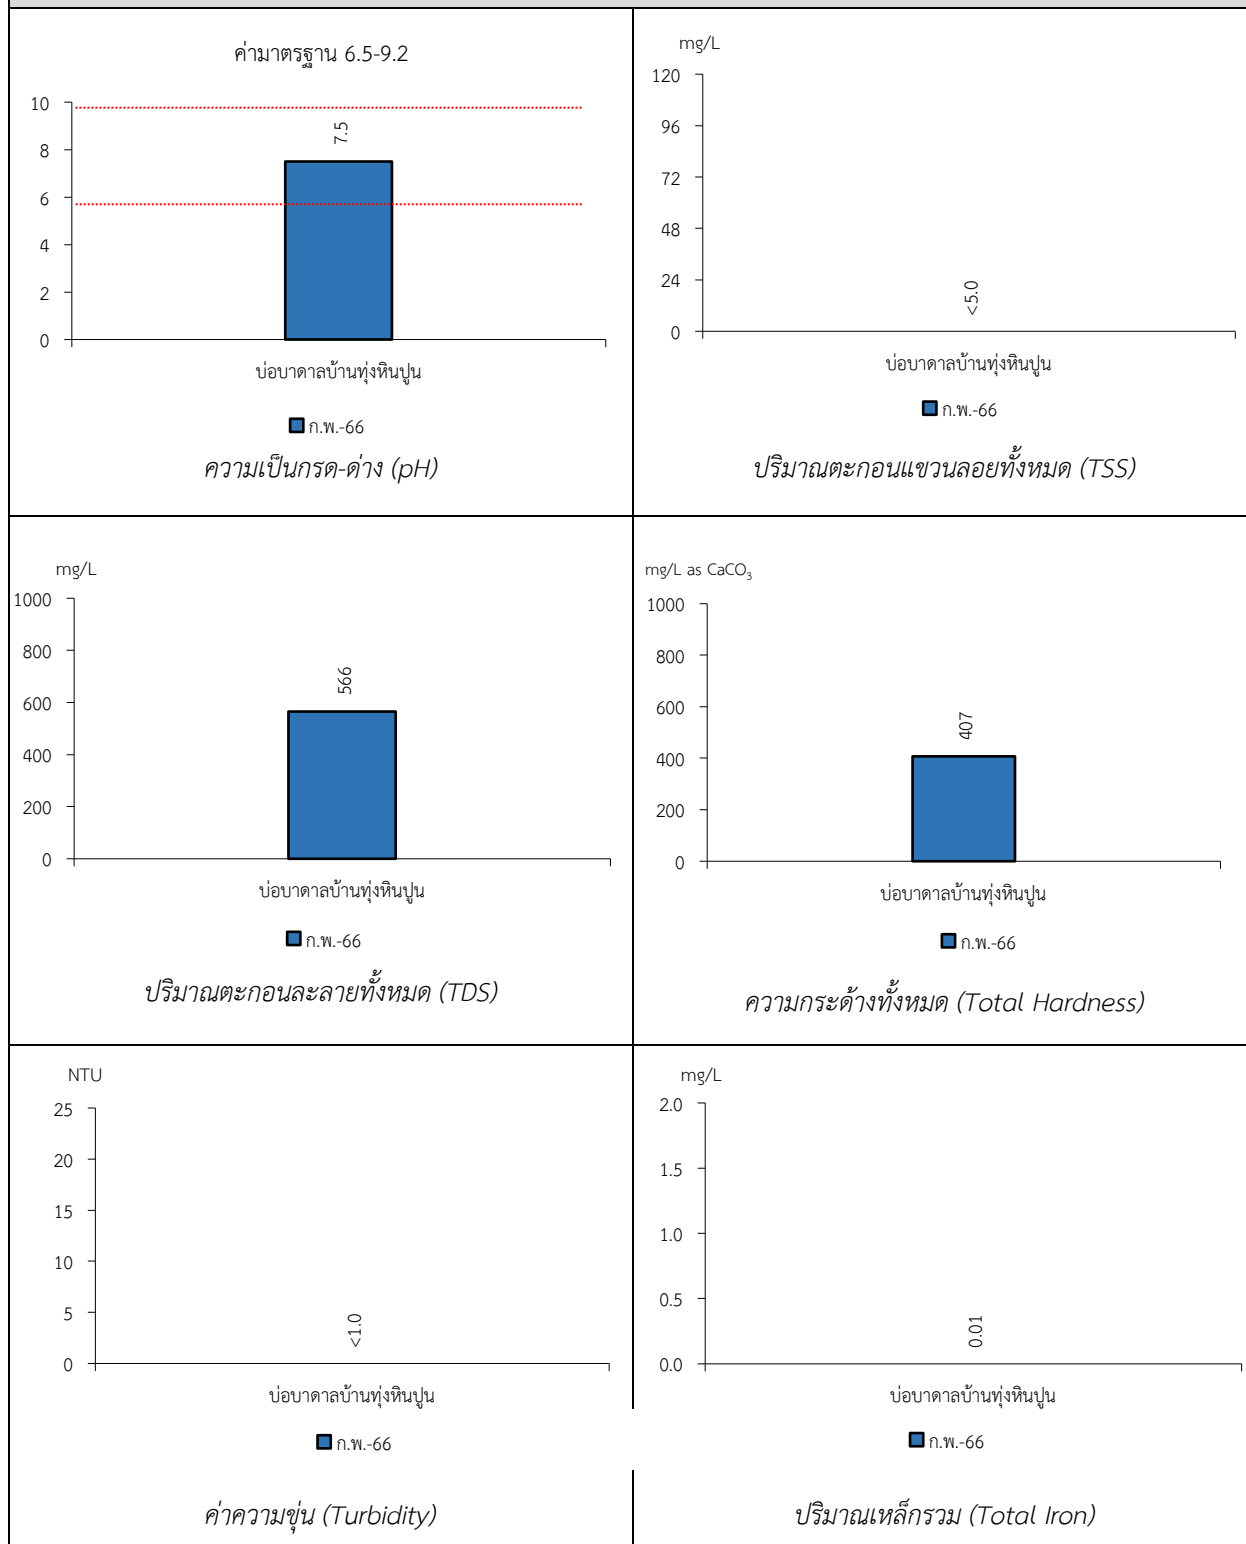 ค่ามาตรฐาน 6.5-9.2
10
8
6
4
2
0
7.5
บ่อบาดาลบ้านทุ่งหินปูน
ก.พ.-66
ความเป็นกรด-ด่าง (pH)
mg/L
120
96
72
48
24
0
<5.0
บ่อบาดาลบ้านทุ่งหินปูน
ก.พ.-66
ปริมาณตะกอนแขวนลอยทั้งหมด (TSS)
mg/L
1000
800
600
400
200
0
566
บ่อบาดาลบ้านทุ่งหินปูน
ก.พ.-66
ปริมาณตะกอนละลายทั้งหมด (TDS)
mg/L as CaCO₃
1000
800
600
400
200
0
407
บ่อบาดาลบ้านทุ่งหินปูน
ก.พ.-66
ความกระด้างทั้งหมด (Total Hardness)
NTU
25
20
15
10
5
0
<1.0
บ่อบาดาลบ้านทุ่งหินปูน
ก.พ.-66
ค่าความขุ่น (Turbidity)
mg/L
2.0
1.5
1.0
0.5
0.0
0.01
บ่อบาดาลบ้านทุ่งหินปูน
ก.พ.-66
ปริมาณเหล็กรวม (Total Iron)